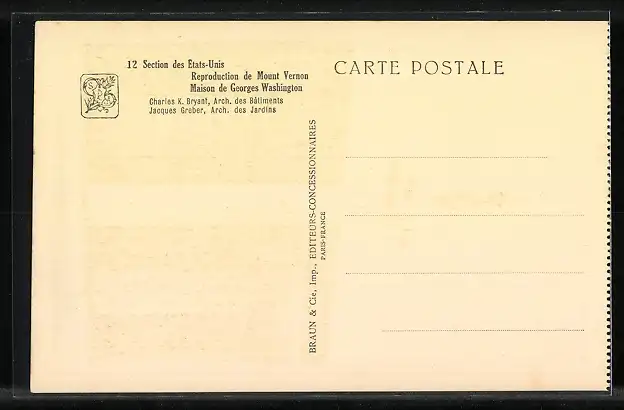 12 Section des États-Unis
Reproduction de Mount Vernon
Maison de Georges Washington
Charles K. Bryant, Arch. des Bâtiments
Jacques Greber, Arch. des Jardins
CARTE POSTALE
BRAUN & Cie, Imp., EDITEURS-CONCESSIONNAIRES
PARIS-FRANCE